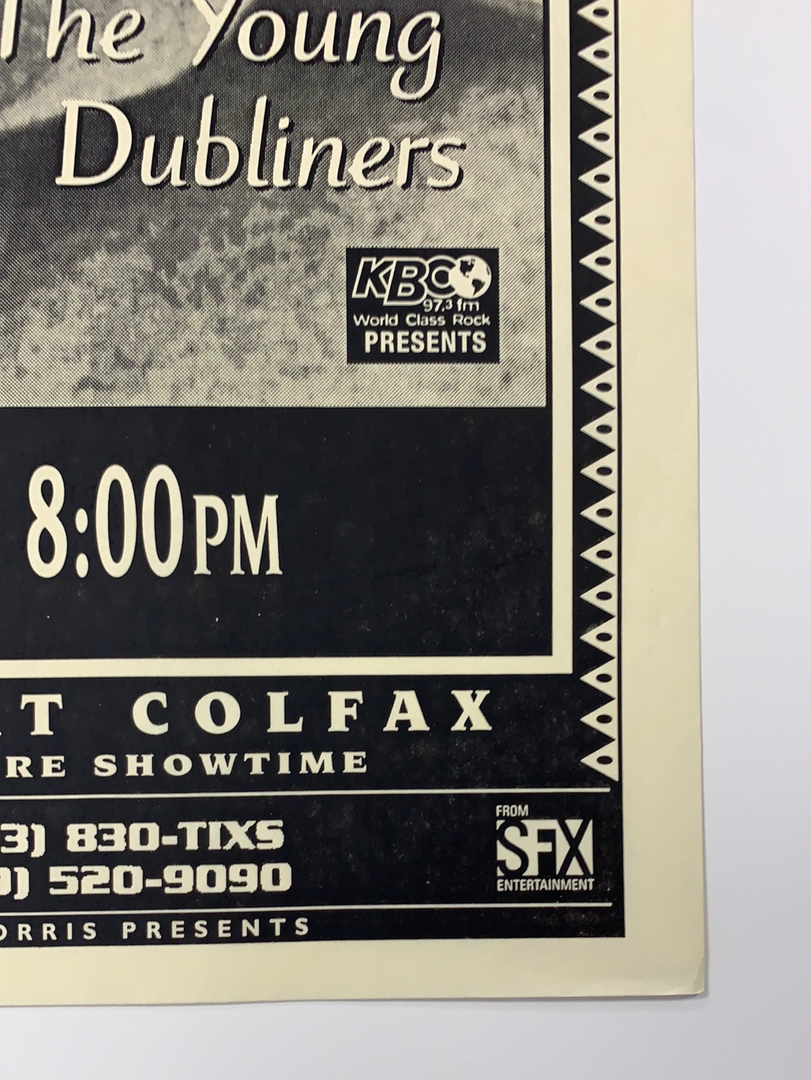 The Young
Dubliners
KBCO
97.3 fm
World Class Rock
PRESENTS
8:00PM
AT COLFAX
RE SHOWTIME
3) 830-TIXS
) 520-9090
ORRIS PRESENTS
FROM
SFX
ENTERTAINMENT